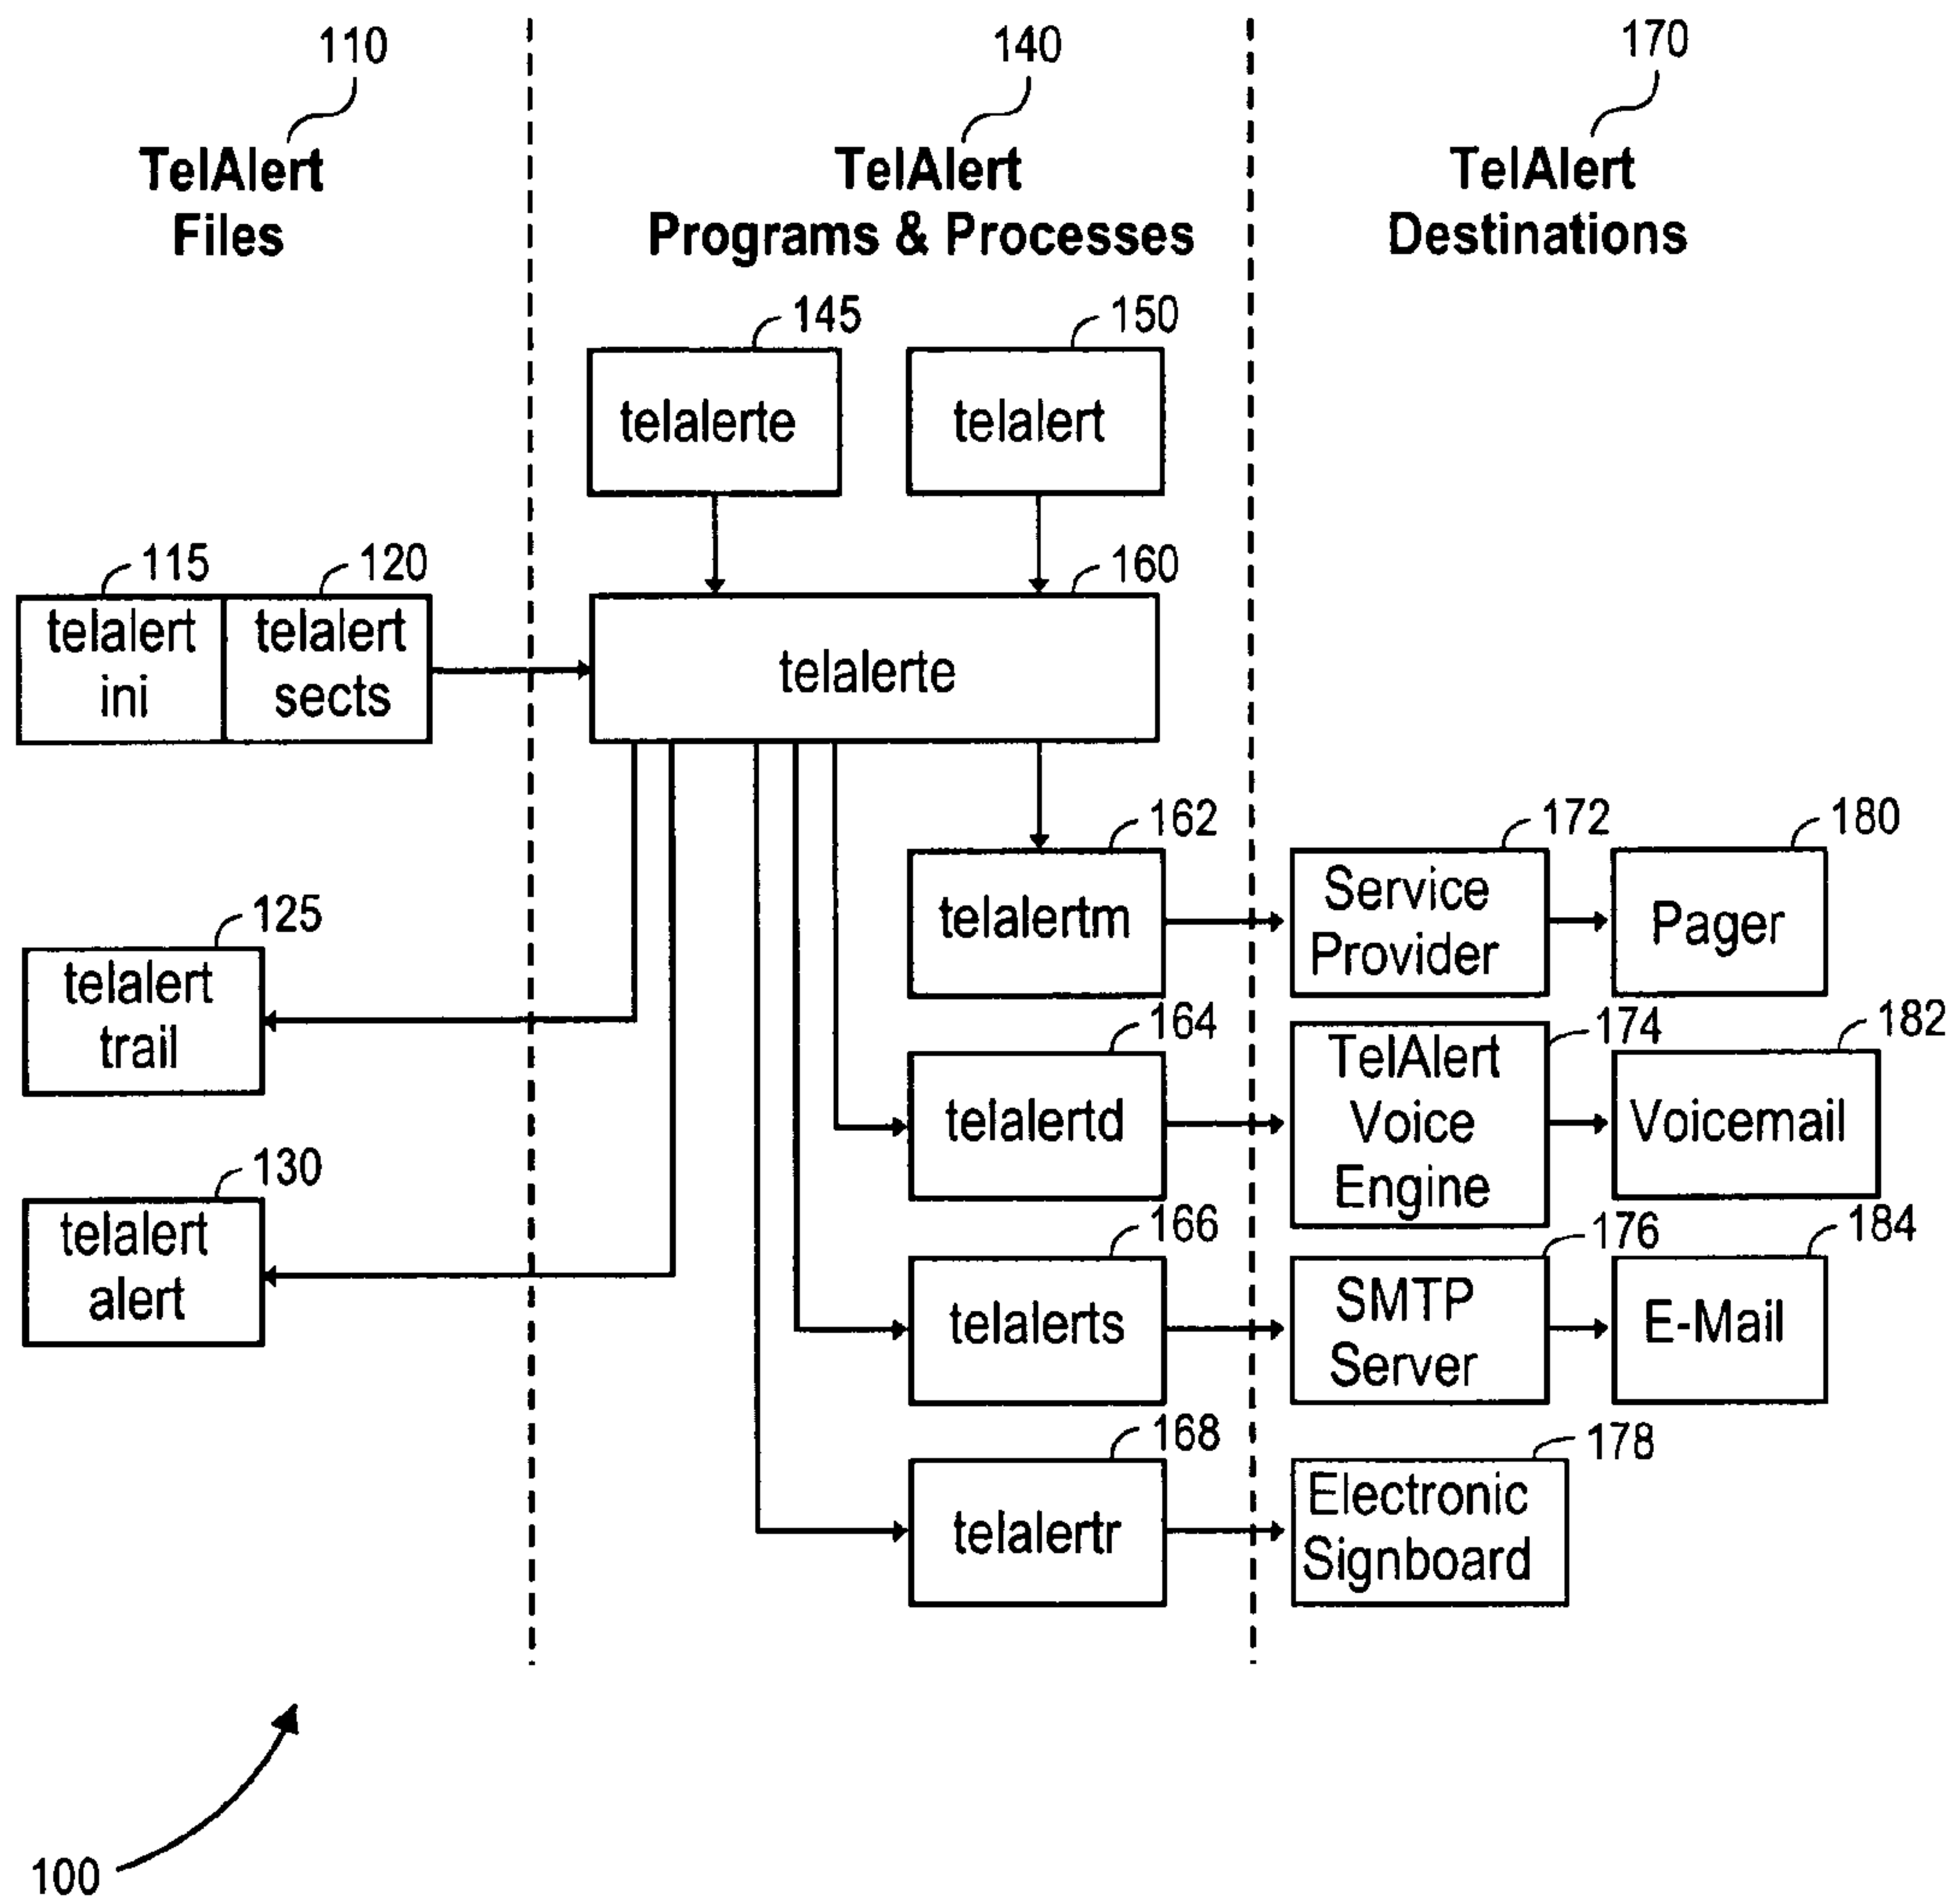 110
140
170
TelAlert
Files
TelAlert
Programs & Processes
TelAlert
Destinations
145
150
telalerte
telalert
115
120
160
telalert
ini
telalert
sects
telalerte
162
172
180
telalertm
Service
Provider
Pager
125
telalert
trail
164
174
182
telalertd
TelAlert
Voice
Engine
Voicemail
130
telalert
alert
166
176
184
telalerts
SMTP
Server
E-Mail
168
178
telalertr
Electronic
Signboard
100